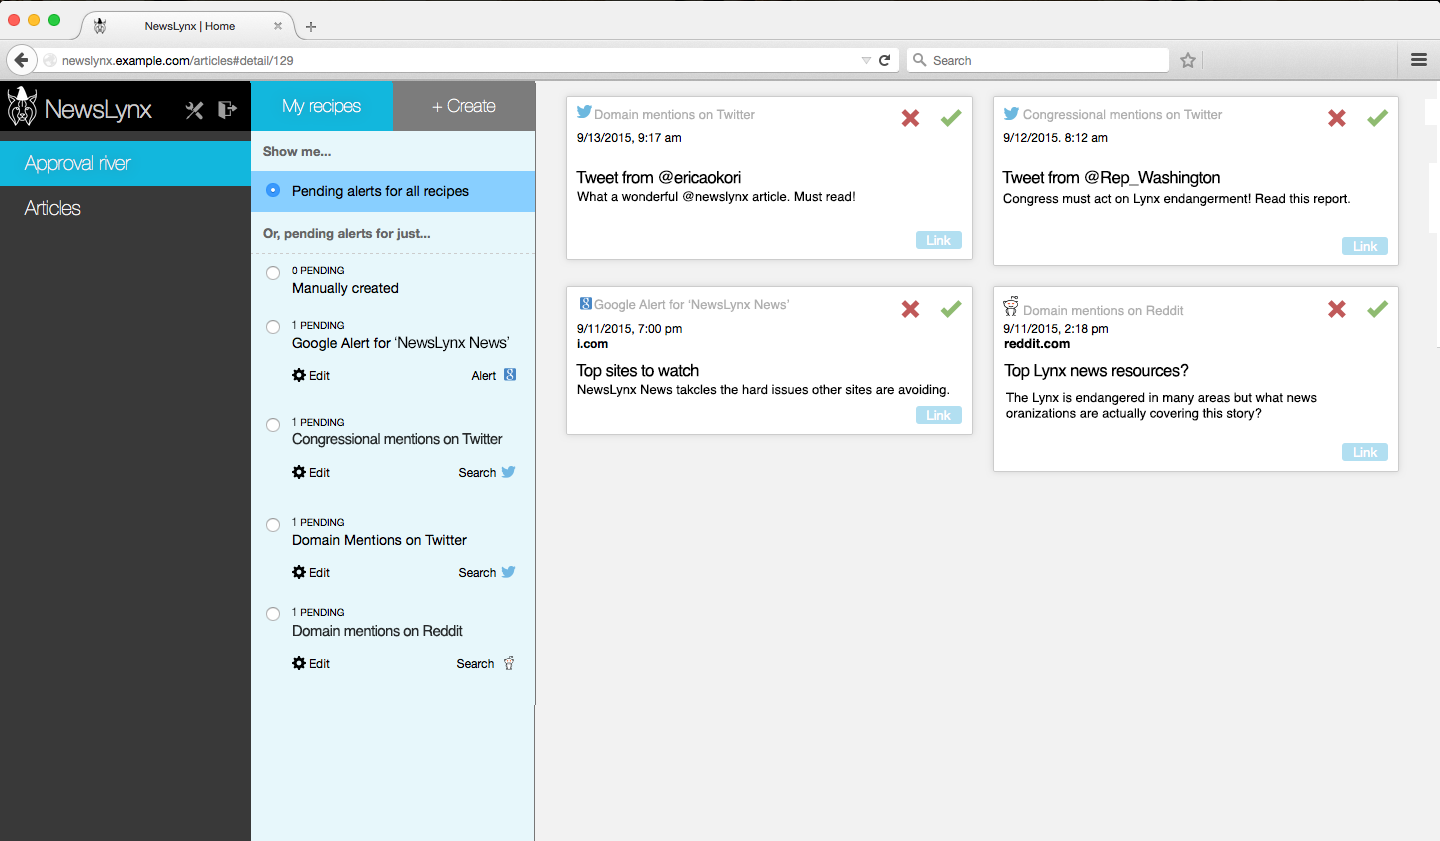 NewsLynx | Home
newslynx.example.com/articles#detail/129
Search
NewsLynx
Approval river
Articles
My recipes
+ Create
Show me...
Pending alerts for all recipes
Or, pending alerts for just...
0 PENDING
Manually created
1 PENDING
Google Alert for ‘NewsLynx News’
Edit
Alert
1 PENDING
Congressional mentions on Twitter
Edit
Search
1 PENDING
Domain Mentions on Twitter
Edit
Search
1 PENDING
Domain mentions on Reddit
Edit
Search
Domain mentions on Twitter
9/13/2015, 9:17 am
Tweet from @ericaokori
What a wonderful @newslynx article. Must read!
Link
Congressional mentions on Twitter
9/12/2015. 8:12 am
Tweet from @Rep_Washington
Congress must act on Lynx endangerment! Read this report.
Link
Google Alert for ‘NewsLynx News’
9/11/2015, 7:00 pm
i.com
Top sites to watch
NewsLynx News takcles the hard issues other sites are avoiding.
Link
Domain mentions on Reddit
9/11/2015, 2:18 pm
reddit.com
Top Lynx news resources?
The Lynx is endangered in many areas but what news
oranizations are actually covering this story?
Link